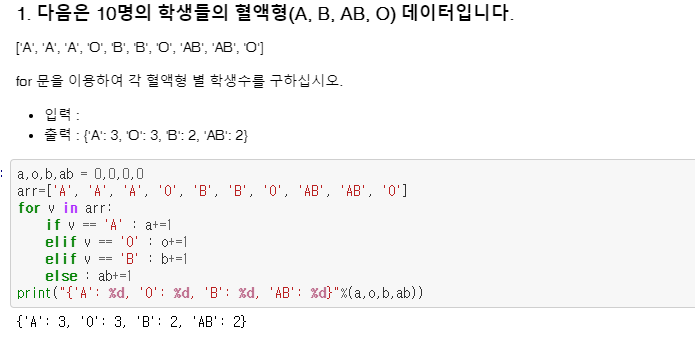 1. 다음은 10명의 학생들의 혈액형(A, B, AB, O) 데이터입니다.
['A', 'A', 'A', 'O', 'B', 'B', 'O', 'AB', 'AB', 'O']
for 문을 이용하여 각 혈액형 별 학생수를 구하십시오.
• 입력 :
• 출력 : {'A': 3, 'O': 3, 'B': 2, 'AB': 2}
: a,o,b,ab = 0,0,0,0
arr=['A', 'A', 'A', 'O', 'B', 'B', 'O', 'AB', 'AB', 'O']
for v in arr:
    if v == 'A' : a+=1
    elif v == 'O' : o+=1
    elif v == 'B' : b+=1
    else : ab+=1
print("{'A': %d, 'O': %d, 'B': %d, 'AB': %d}"%(a,o,b,ab))
{'A': 3, 'O': 3, 'B': 2, 'AB': 2}